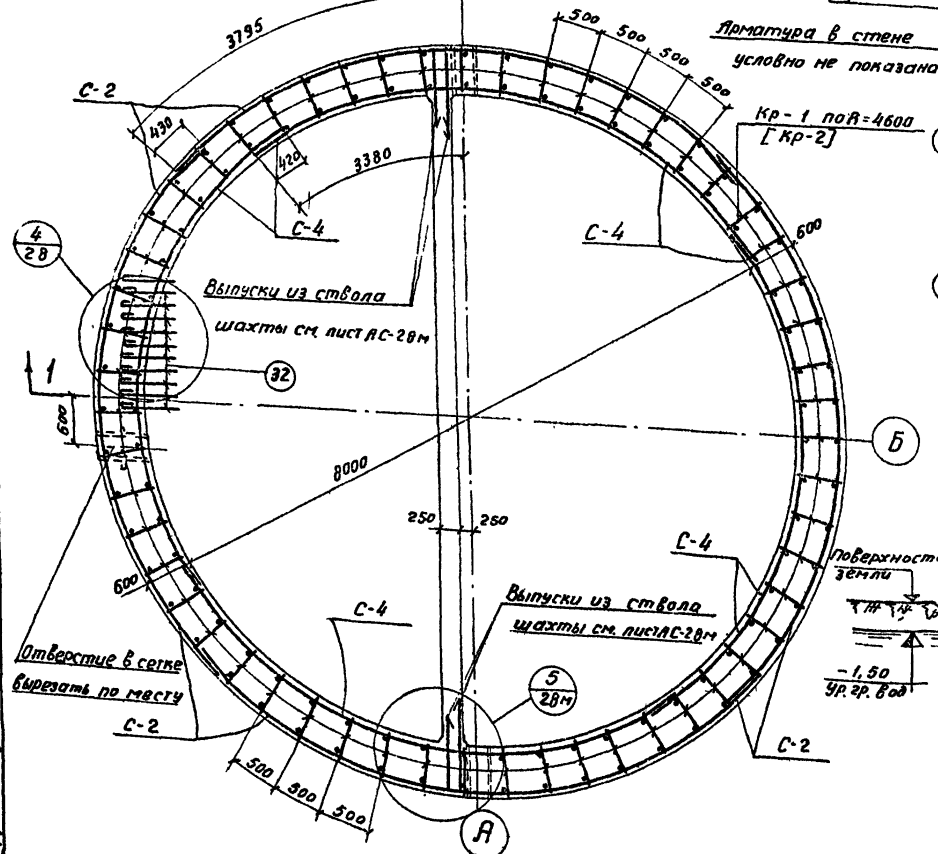 3795
500
500
500
500
Арматура в стене
условно не показана
С-2
430
420
3380
Кр-1 по R=4600
[Кр-2]
С-4
С-4
600
4
28
Выпуски из ствола
шахты см. лист АС-28м
1
32
600
Б
8000
250
250
С-4
Поверхность
земли
600
С-4
Выпуски из ствола
шахты см. лист АС-28м
Отверстие в сетке
вырезать по месту
-1,50
ур. гр. вод
5
28м
С-2
С-2
500
500
500
А